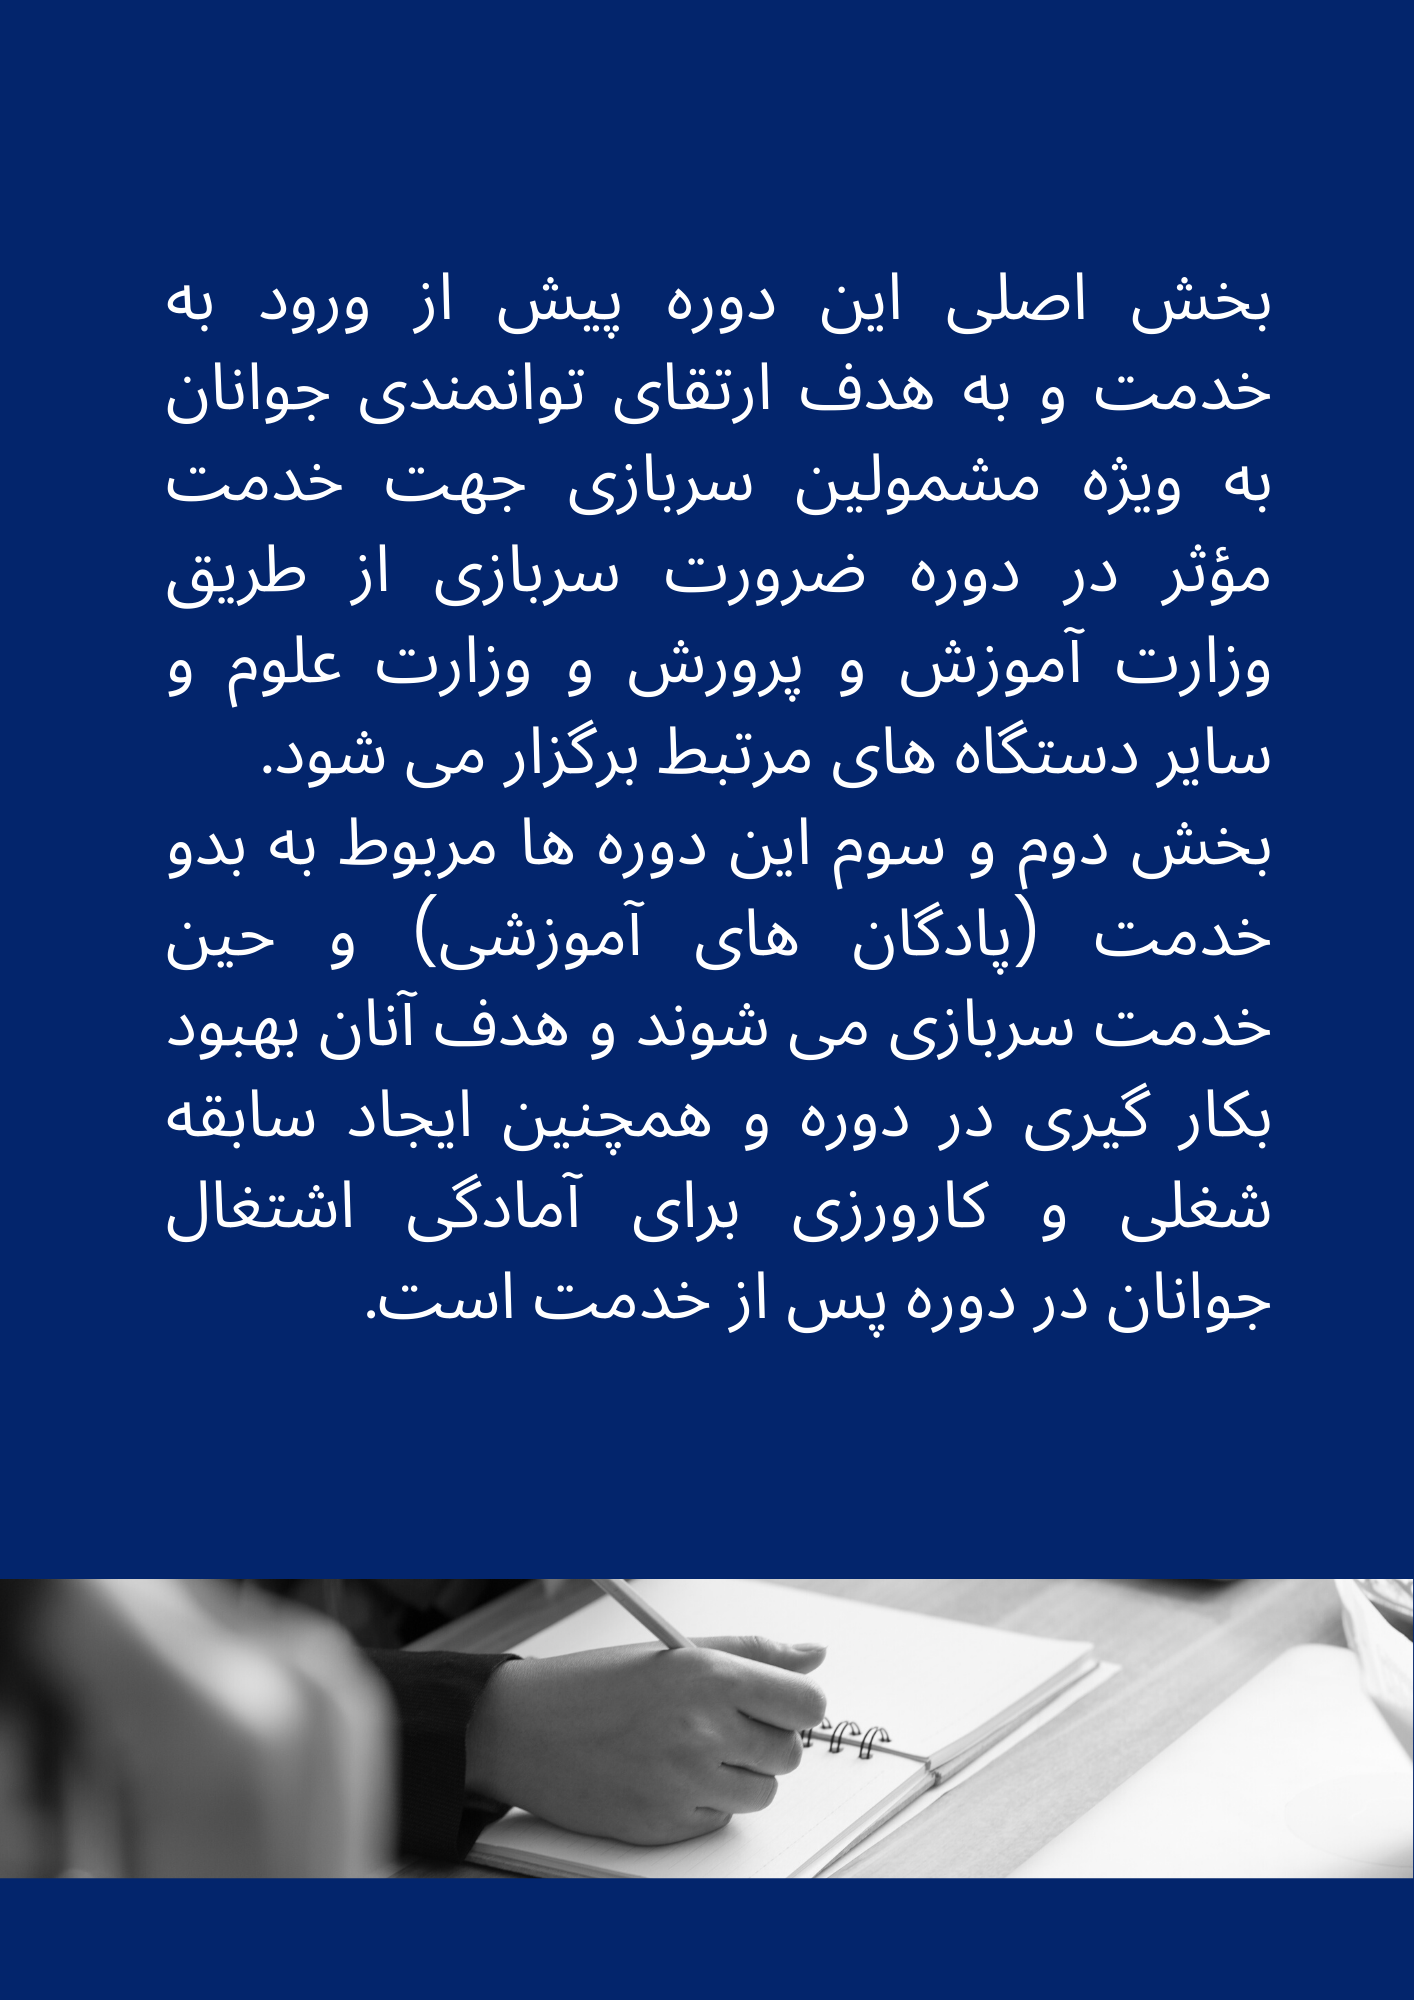 بخش اصلی این دوره پیش از ورود به
خدمت و به هدف ارتقای توانمندی جوانان
به ویژه مشمولین سربازی جهت خدمت
مؤثر در دوره ضرورت سربازی از طریق
وزارت آموزش و پرورش و وزارت علوم و
سایر دستگاه های مرتبط برگزار می شود.
بخش دوم و سوم این دوره ها مربوط به بدو
خدمت (پادگان های آموزشی) و حین
خدمت سربازی می شوند و هدف آنان بهبود
بکار گیری در دوره و همچنین ایجاد سابقه
شغلی و کارورزی برای آمادگی اشتغال
جوانان در دوره پس از خدمت است.